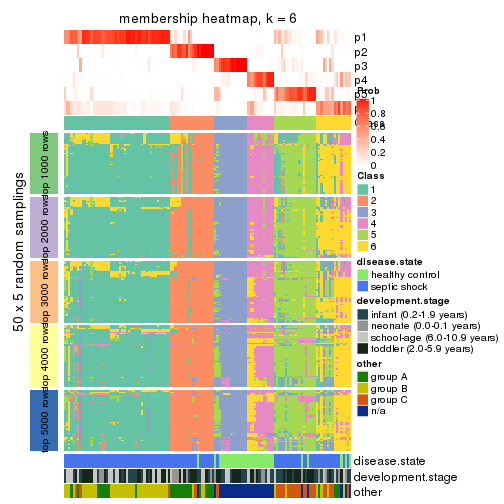 membership heatmap, k = 6
p1
p2
p3
p4
Prob
1
0.8
0.4
0.2
0
Class
1
2
3
4
5
6
disease.state
healthy control
septic shock
development.stage
infant (0.2-1.9 years)
neonate (0.0-0.1 years)
school-age (6.0-10.9 years)
toddler (2.0-5.9 years)
other
group A
group B
group C
n/a
50 x 5 random samplings
top 1000 rows
top 2000 rows
top 3000 rows
top 4000 rows
top 5000 rows
disease.state
development.stage
other